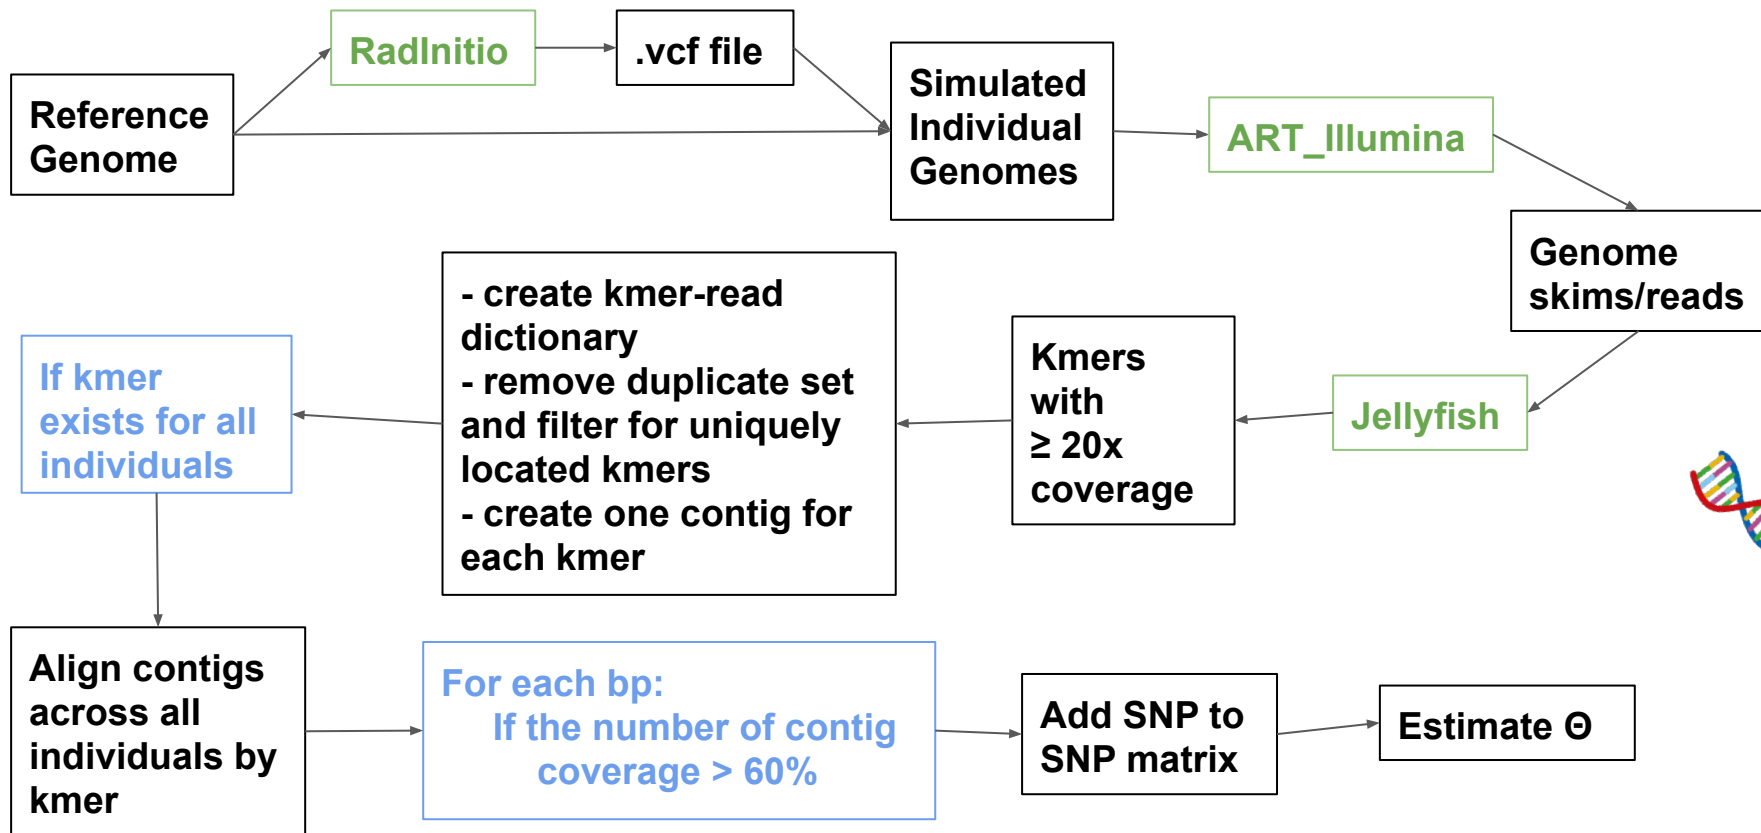 Reference
Genome
RadInitio
.vcf file
Simulated
Individual
Genomes
ART_Illumina
Genome
skims/reads
Jellyfish
Kmers
with
≥ 20x
coverage
- create kmer-read
dictionary
- remove duplicate set
and filter for uniquely
located kmers
- create one contig for
each kmer
If kmer
exists for all
individuals
Align contigs
across all
individuals by
kmer
For each bp:
If the number of contig
coverage > 60%
Add SNP to
SNP matrix
Estimate Θ